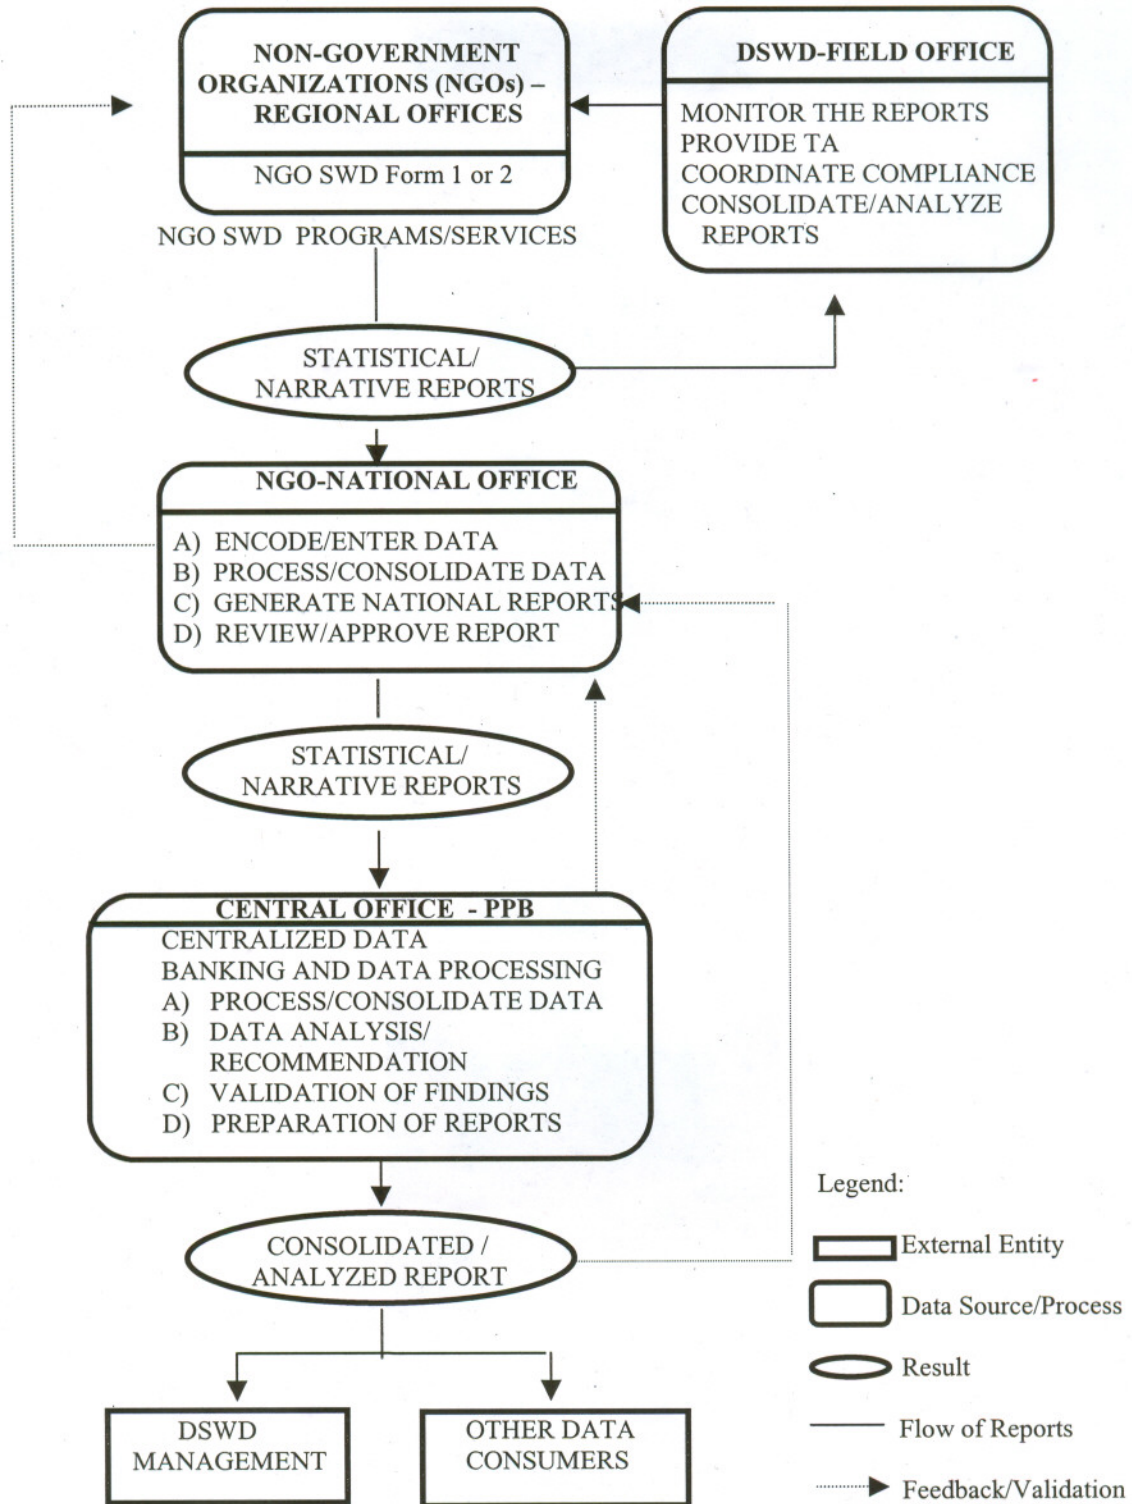 NON-GOVERNMENT
ORGANIZATIONS (NGOs) –
REGIONAL OFFICES
NGO SWD Form 1 or 2
NGO SWD PROGRAMS/SERVICES
DSWD-FIELD OFFICE
MONITOR THE REPORTS
PROVIDE TA
COORDINATE COMPLIANCE
CONSOLIDATE/ANALYZE
REPORTS
STATISTICAL/
NARRATIVE REPORTS
NGO-NATIONAL OFFICE
A) ENCODE/ENTER DATA
B) PROCESS/CONSOLIDATE DATA
C) GENERATE NATIONAL REPORTS
D) REVIEW/APPROVE REPORT
STATISTICAL/
NARRATIVE REPORTS
CENTRAL OFFICE - PPB
CENTRALIZED DATA
BANKING AND DATA PROCESSING
A) PROCESS/CONSOLIDATE DATA
B) DATA ANALYSIS/
RECOMMENDATION
C) VALIDATION OF FINDINGS
D) PREPARATION OF REPORTS
CONSOLIDATED /
ANALYZED REPORT
DSWD
MANAGEMENT
OTHER DATA
CONSUMERS
Legend:
External Entity
Data Source/Process
Result
Flow of Reports
Feedback/Validation